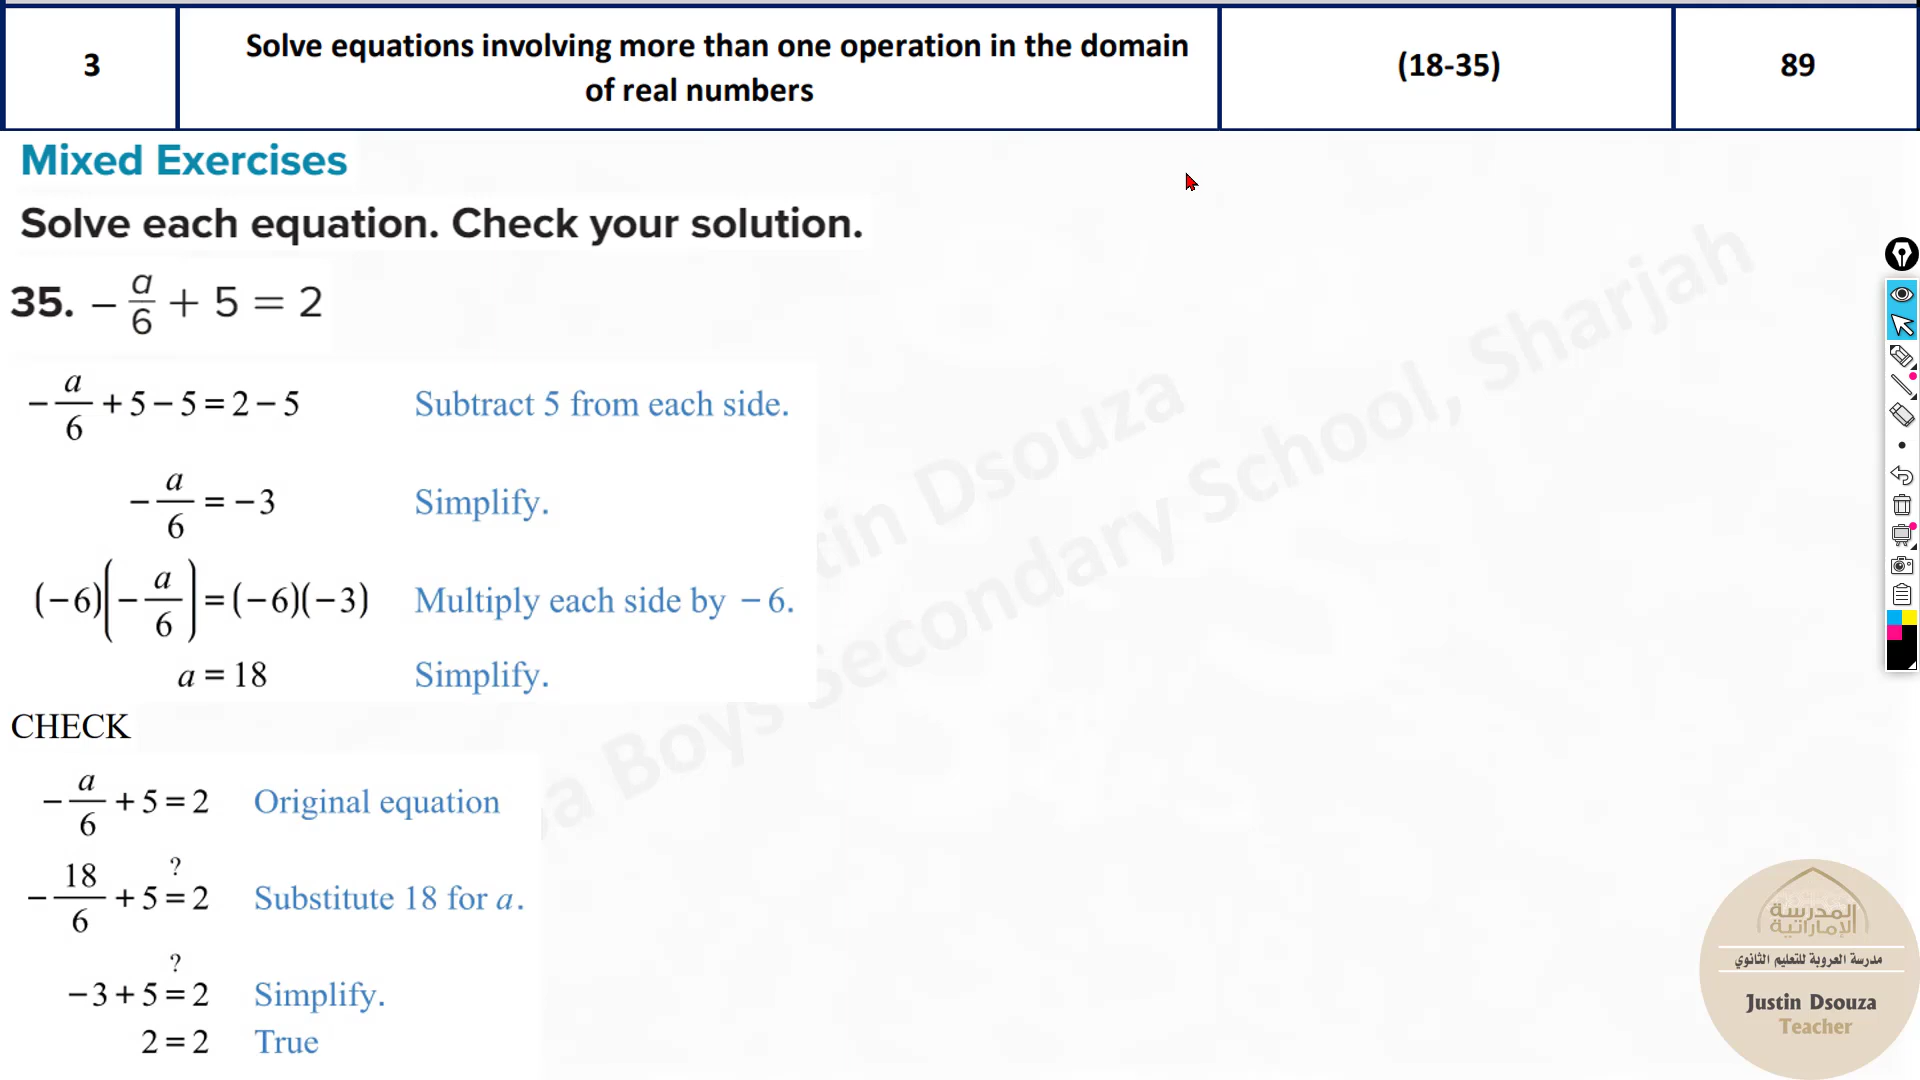 3
Solve equations involving more than one operation in the domain
of real numbers
(18-35)
89
Mixed Exercises
Solve each equation. Check your solution.
35. −a/6 + 5 = 2
−a/6 + 5 − 5 = 2 − 5 Subtract 5 from each side.
−a/6 = −3 Simplify.
(−6)(−a/6) = (−6)(−3) Multiply each side by −6.
a = 18 Simplify.
CHECK
−a/6 + 5 = 2 Original equation
−18/6 + 5 ≟ 2 Substitute 18 for a.
−3 + 5 ≟ 2 Simplify.
2 = 2 True
tin Dsouza
a Boys Secondary School, Sharjah
المدرسة
الإماراتية
مدرسة العروبة للتعليم الثانوي
Justin Dsouza
Teacher